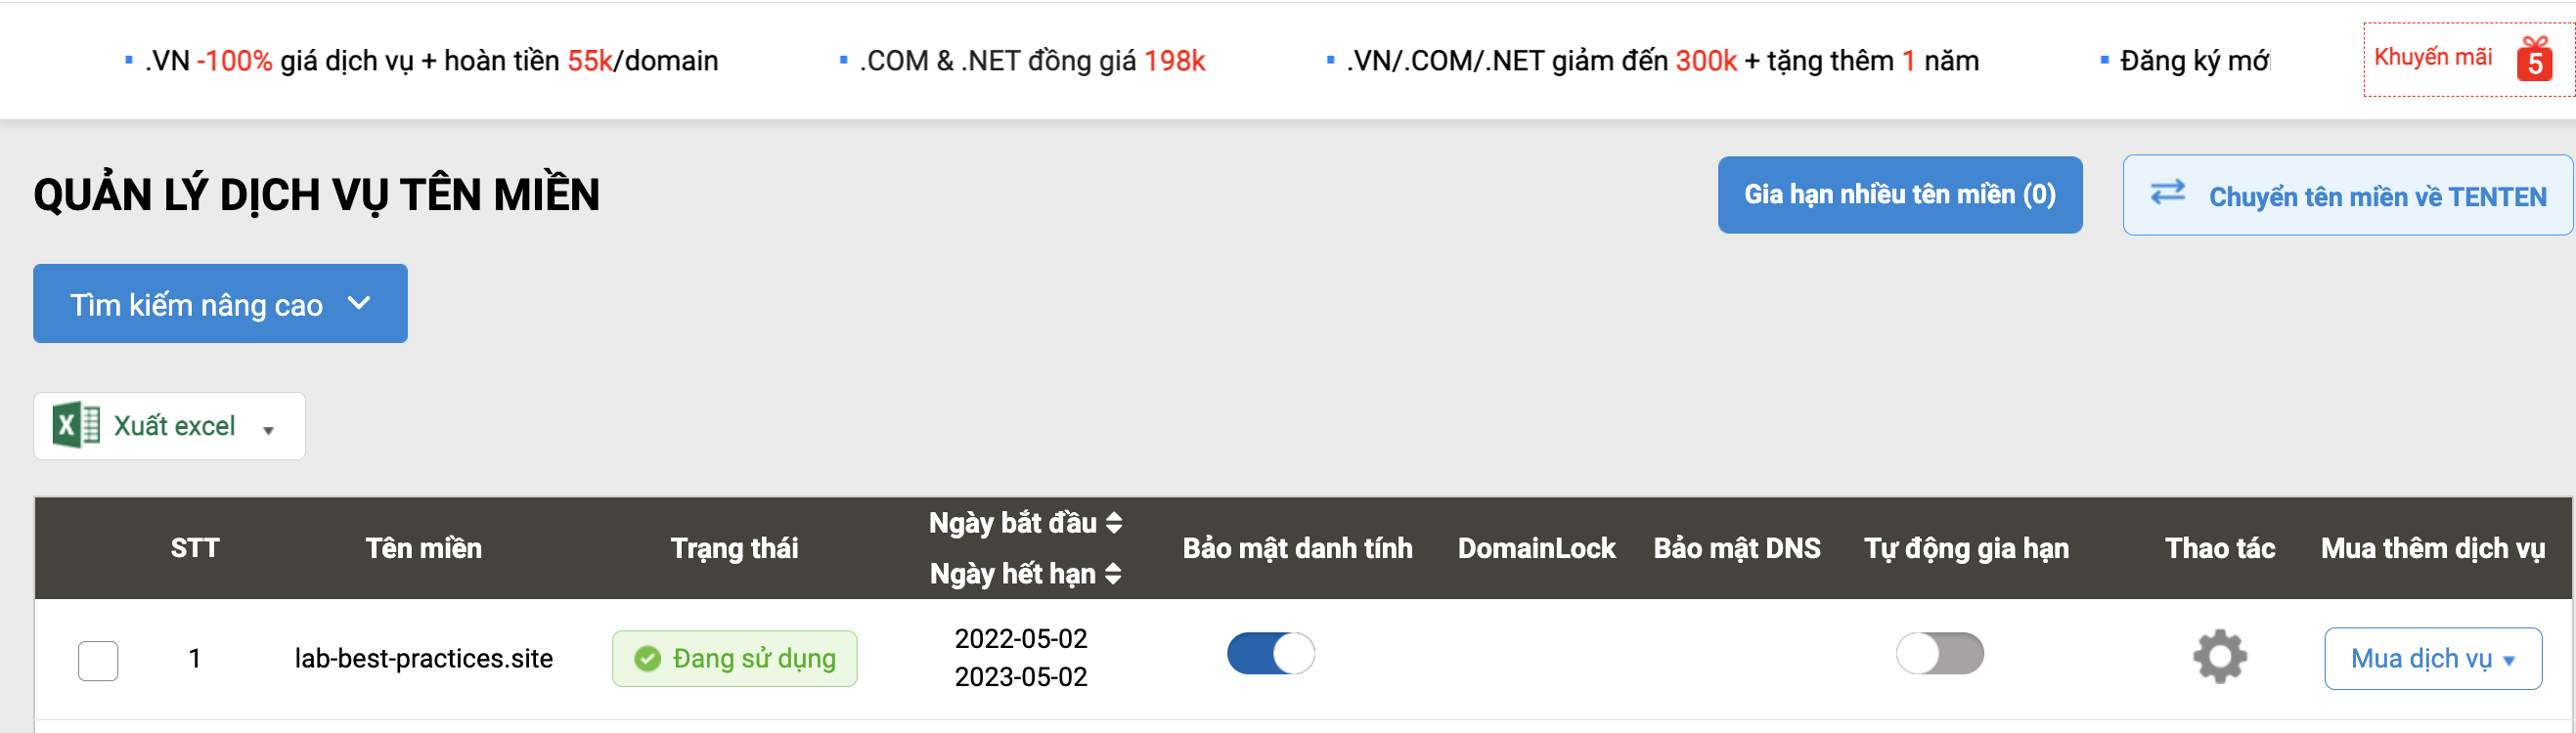 .VN -100% giá dịch vụ + hoàn tiền 55k/domain
.COM & .NET đồng giá 198k
.VN/.COM/.NET giảm đến 300k + tặng thêm 1 năm
Đăng ký mới
Khuyến mãi 5
QUẢN LÝ DỊCH VỤ TÊN MIỀN
Gia hạn nhiều tên miền (0)
Chuyển tên miền về TENTEN
Tìm kiếm nâng cao
Xuất excel
STT Tên miền Trạng thái Ngày bắt đầu Ngày hết hạn Bảo mật danh tính DomainLock Bảo mật DNS Tự động gia hạn Thao tác Mua thêm dịch vụ
1 lab-best-practices.site Đang sử dụng 2022-05-02 2023-05-02 Mua dịch vụ